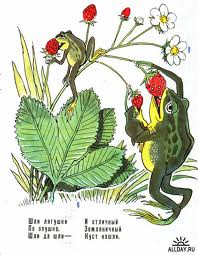 Шли лягушки
По опушке.
Шли да шли—
И отличный
Земляничный
Куст нашли.
ALLDAY.RU